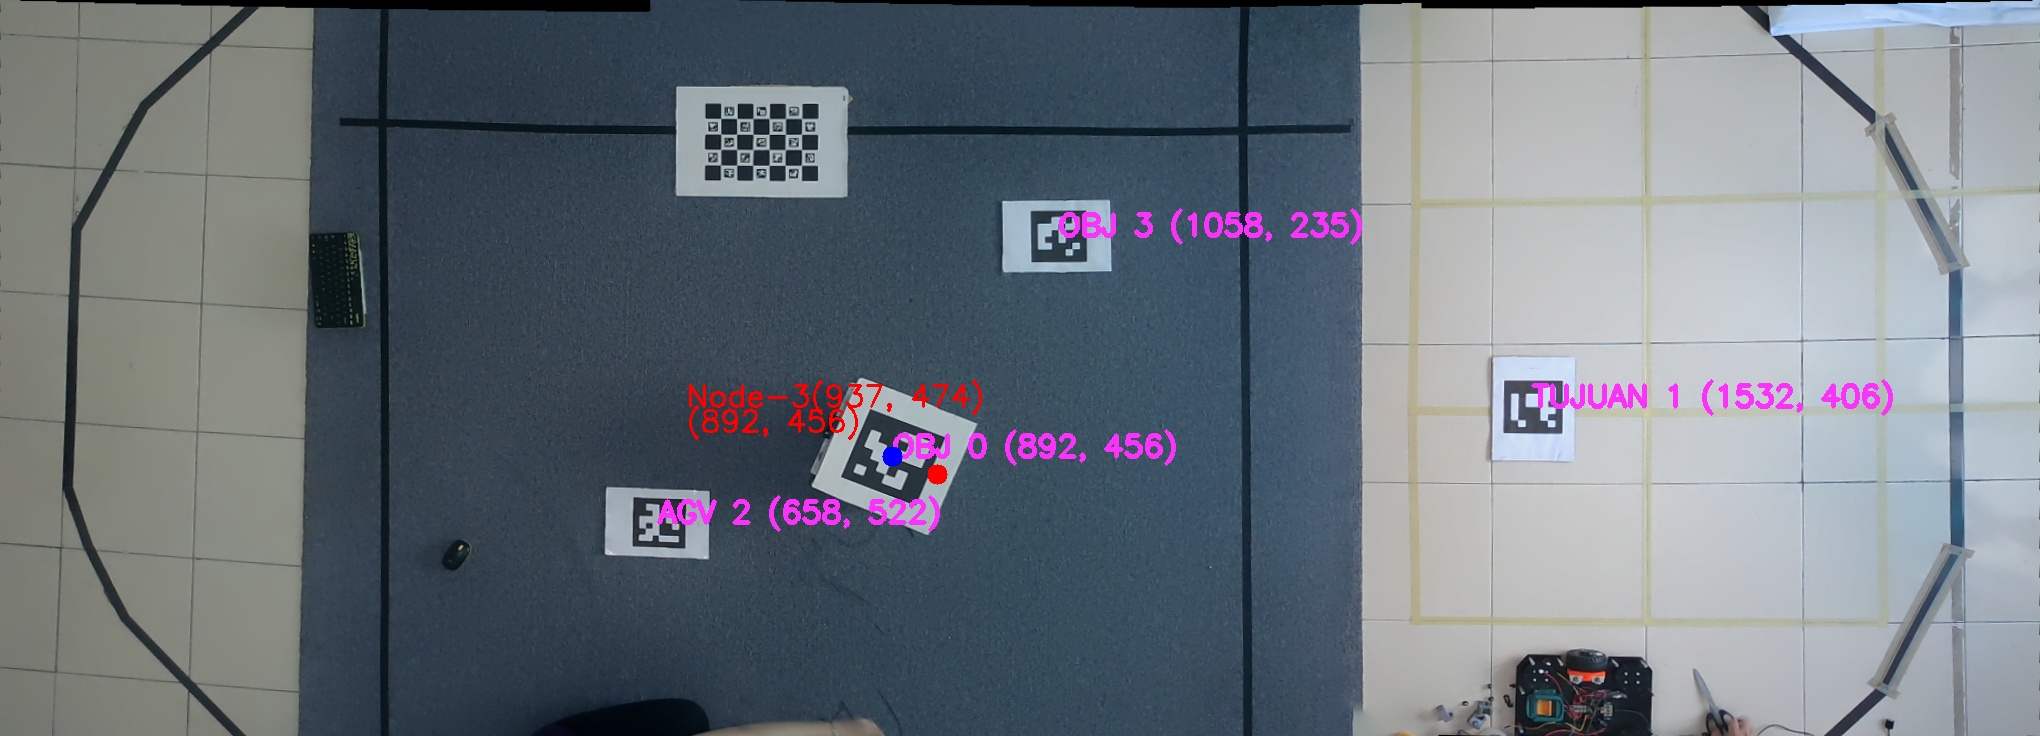 OBJ 3 (1058, 235)
Node-3(937, 474)
(892, 456)
TUJUAN 1 (1532, 406)
OBJ 0 (892, 456)
AGV 2 (658, 522)